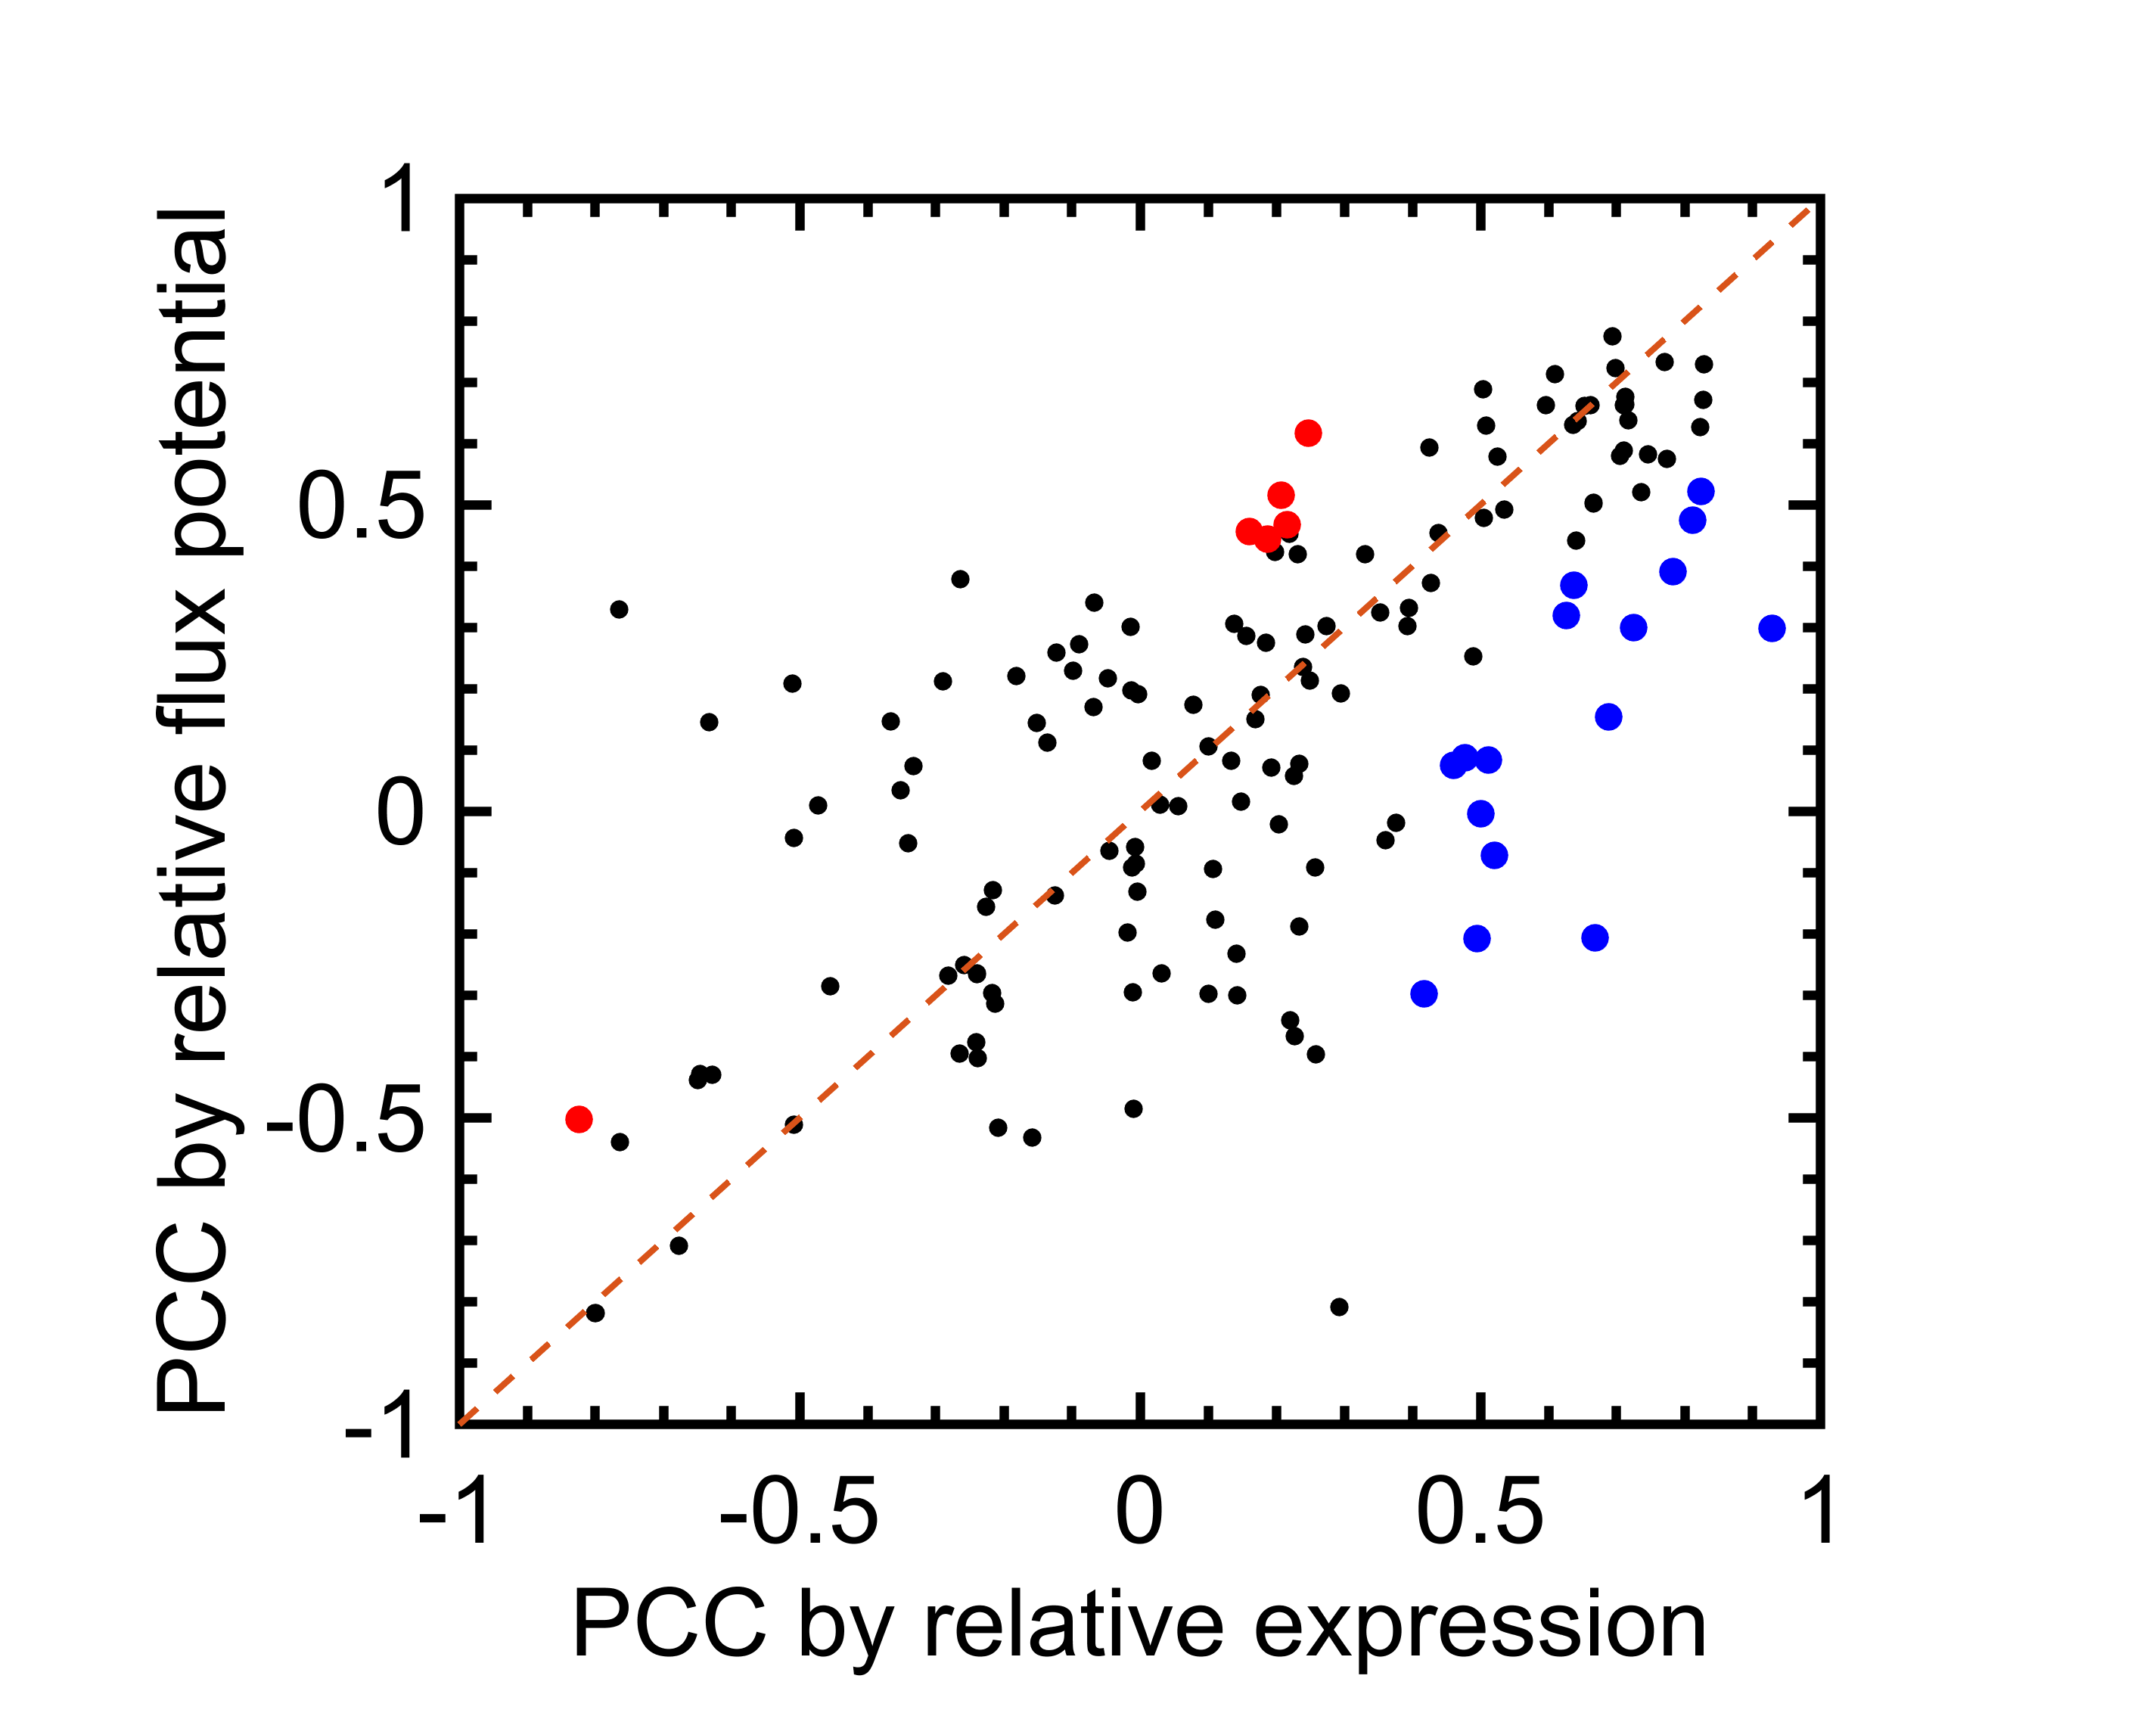 PCC by relative flux potential
1
0.5
0
-0.5
-1
-1 -0.5 0 0.5 1
PCC by relative expression